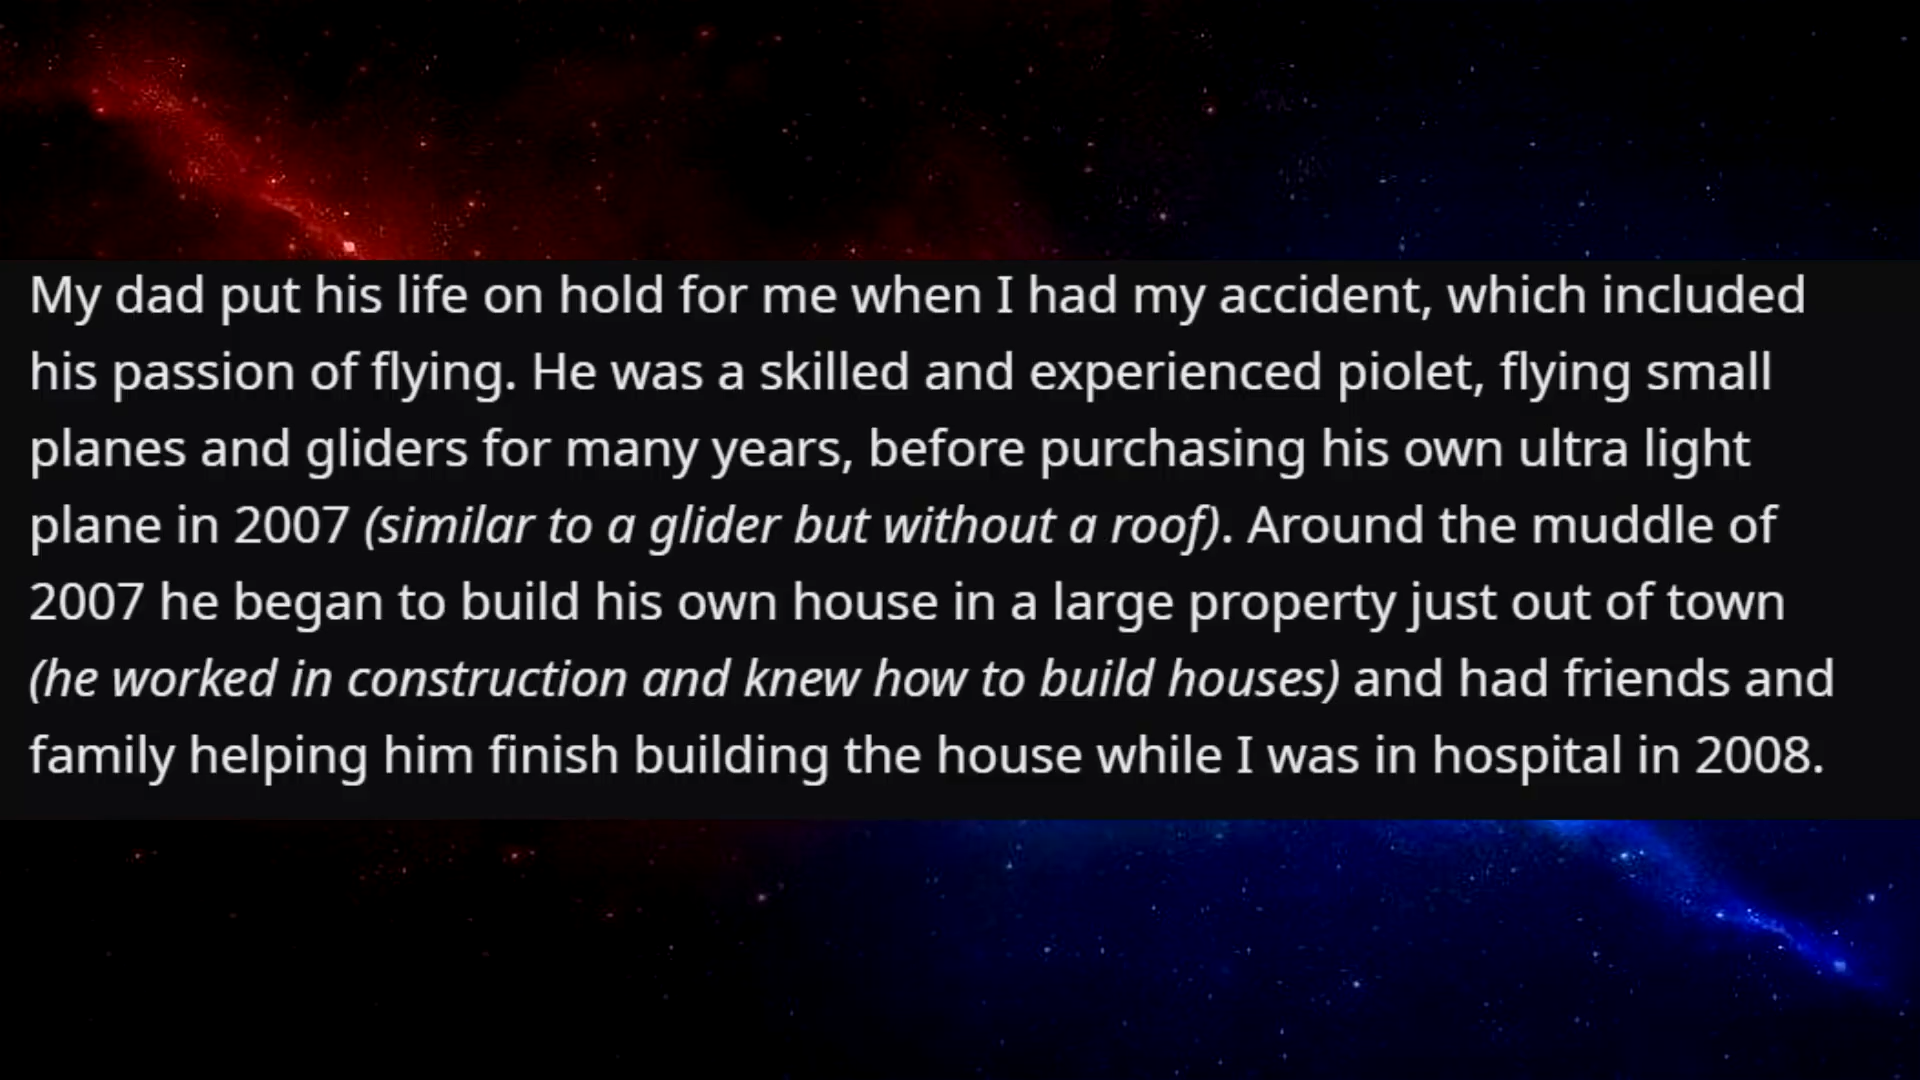 My dad put his life on hold for me when I had my accident, which included
his passion of flying. He was a skilled and experienced piolet, flying small
planes and gliders for many years, before purchasing his own ultra light
plane in 2007 (similar to a glider but without a roof). Around the muddle of
2007 he began to build his own house in a large property just out of town
(he worked in construction and knew how to build houses) and had friends and
family helping him finish building the house while I was in hospital in 2008.